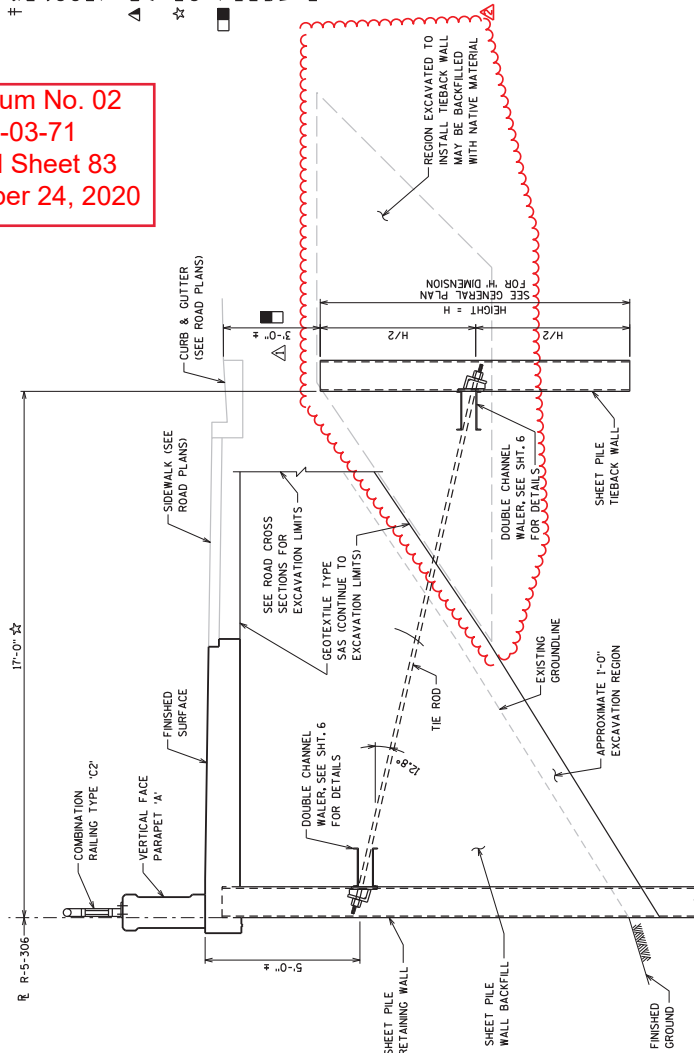 um No. 02
-03-71
Sheet 83
ber 24, 2020
REGION EXCAVATED TO
INSTALL TIEBACK WALL
MAY BE BACKFILLED
WITH NATIVE MATERIAL
2
CURB & GUTTER
(SEE ROAD PLANS)
3'-0" ±
1
HEIGHT = H
SEE GENERAL PLAN
FOR 'H' DIMENSION
H/2
H/2
SIDEWALK (SEE
ROAD PLANS)
17'-0"
SEE ROAD CROSS
SECTIONS FOR
EXCAVATION LIMITS
GEOTEXTILE TYPE
SAS (CONTINUE TO
EXCAVATION LIMITS)
DOUBLE CHANNEL
WALER, SEE SHT. 6
FOR DETAILS
SHEET PILE
TIEBACK WALL
FINISHED
SURFACE
TIE ROD
EXISTING
GROUNDLINE
APPROXIMATE 1'-0"
EXCAVATION REGION
COMBINATION
RAILING TYPE 'C2'
VERTICAL FACE
PARAPET 'A'
DOUBLE CHANNEL
WALER, SEE SHT. 6
FOR DETAILS
12.8°
R R-5-306
5'-0" ±
SHEET PILE
RETAINING WALL
SHEET PILE
WALL BACKFILL
FINISHED
GROUND